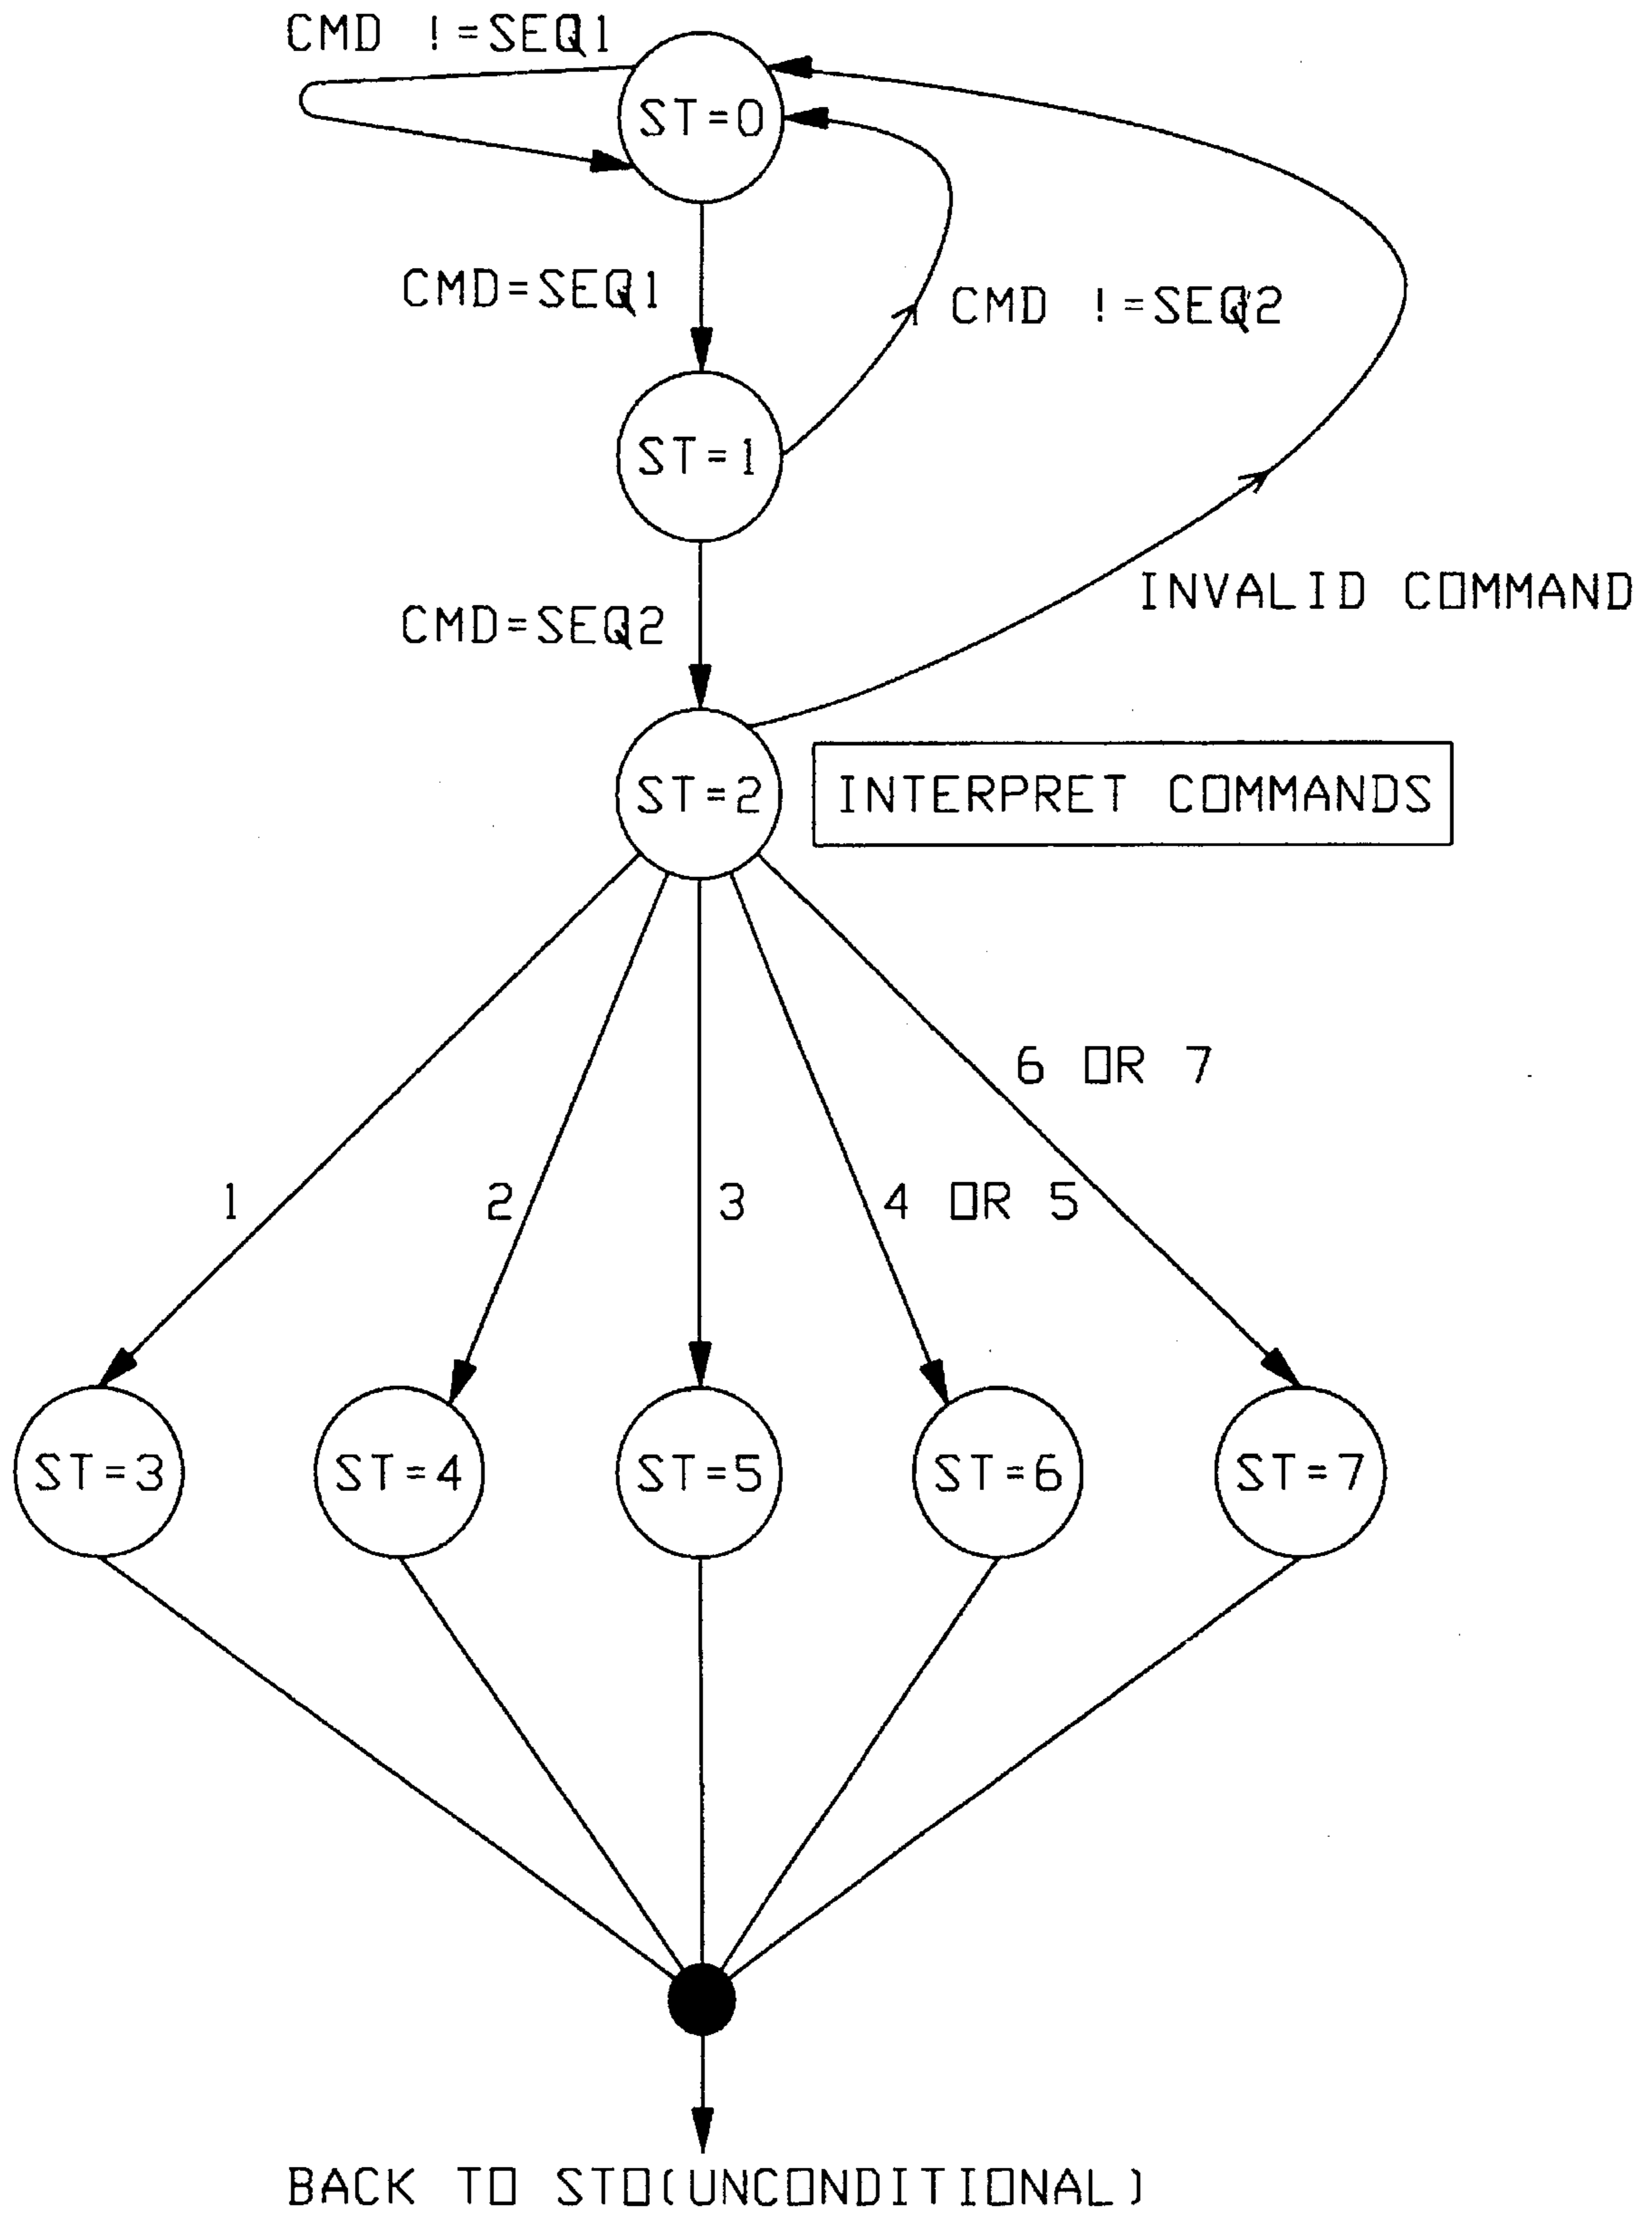 CMD !=SEQ1
ST=0
CMD=SEQ1
CMD !=SEQ2
ST=1
INVALID COMMAND
CMD=SEQ2
ST=2
INTERPRET COMMANDS
6 OR 7
1
2
3
4 OR 5
ST=3
ST=4
ST=5
ST=6
ST=7
BACK TO ST0(UNCONDITIONAL)